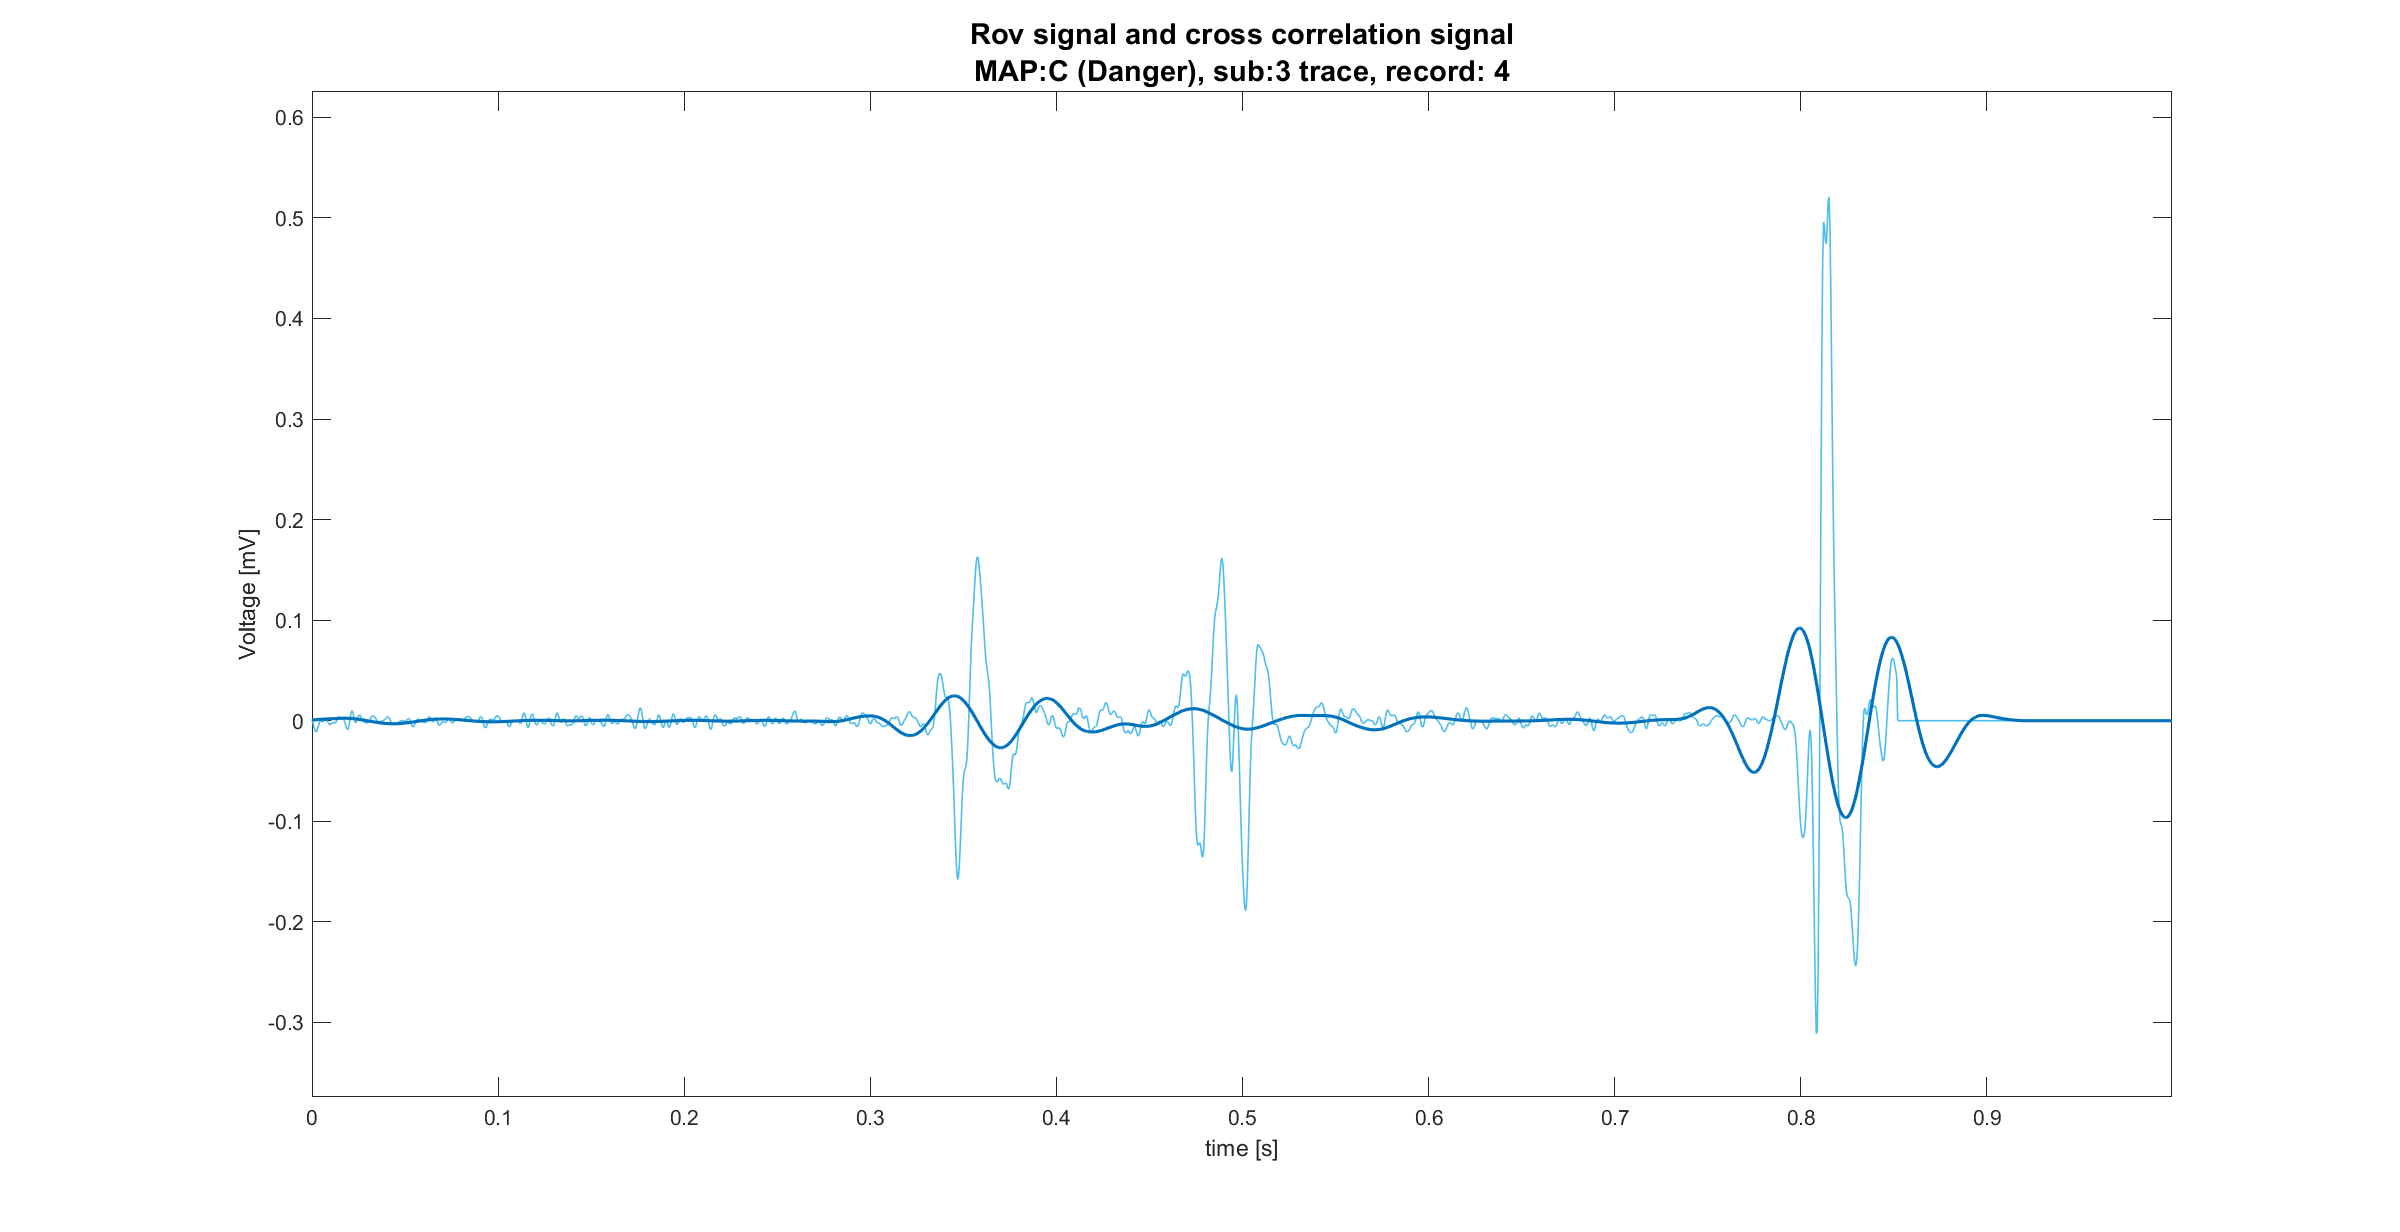 Rov signal and cross correlation signal
MAP:C (Danger), sub:3 trace, record: 4
0.6
0.5
0.4
0.3
0.2
0.1
0
-0.1
-0.2
-0.3
Voltage [mV]
0 0.1 0.2 0.3 0.4 0.5 0.6 0.7 0.8 0.9
time [s]